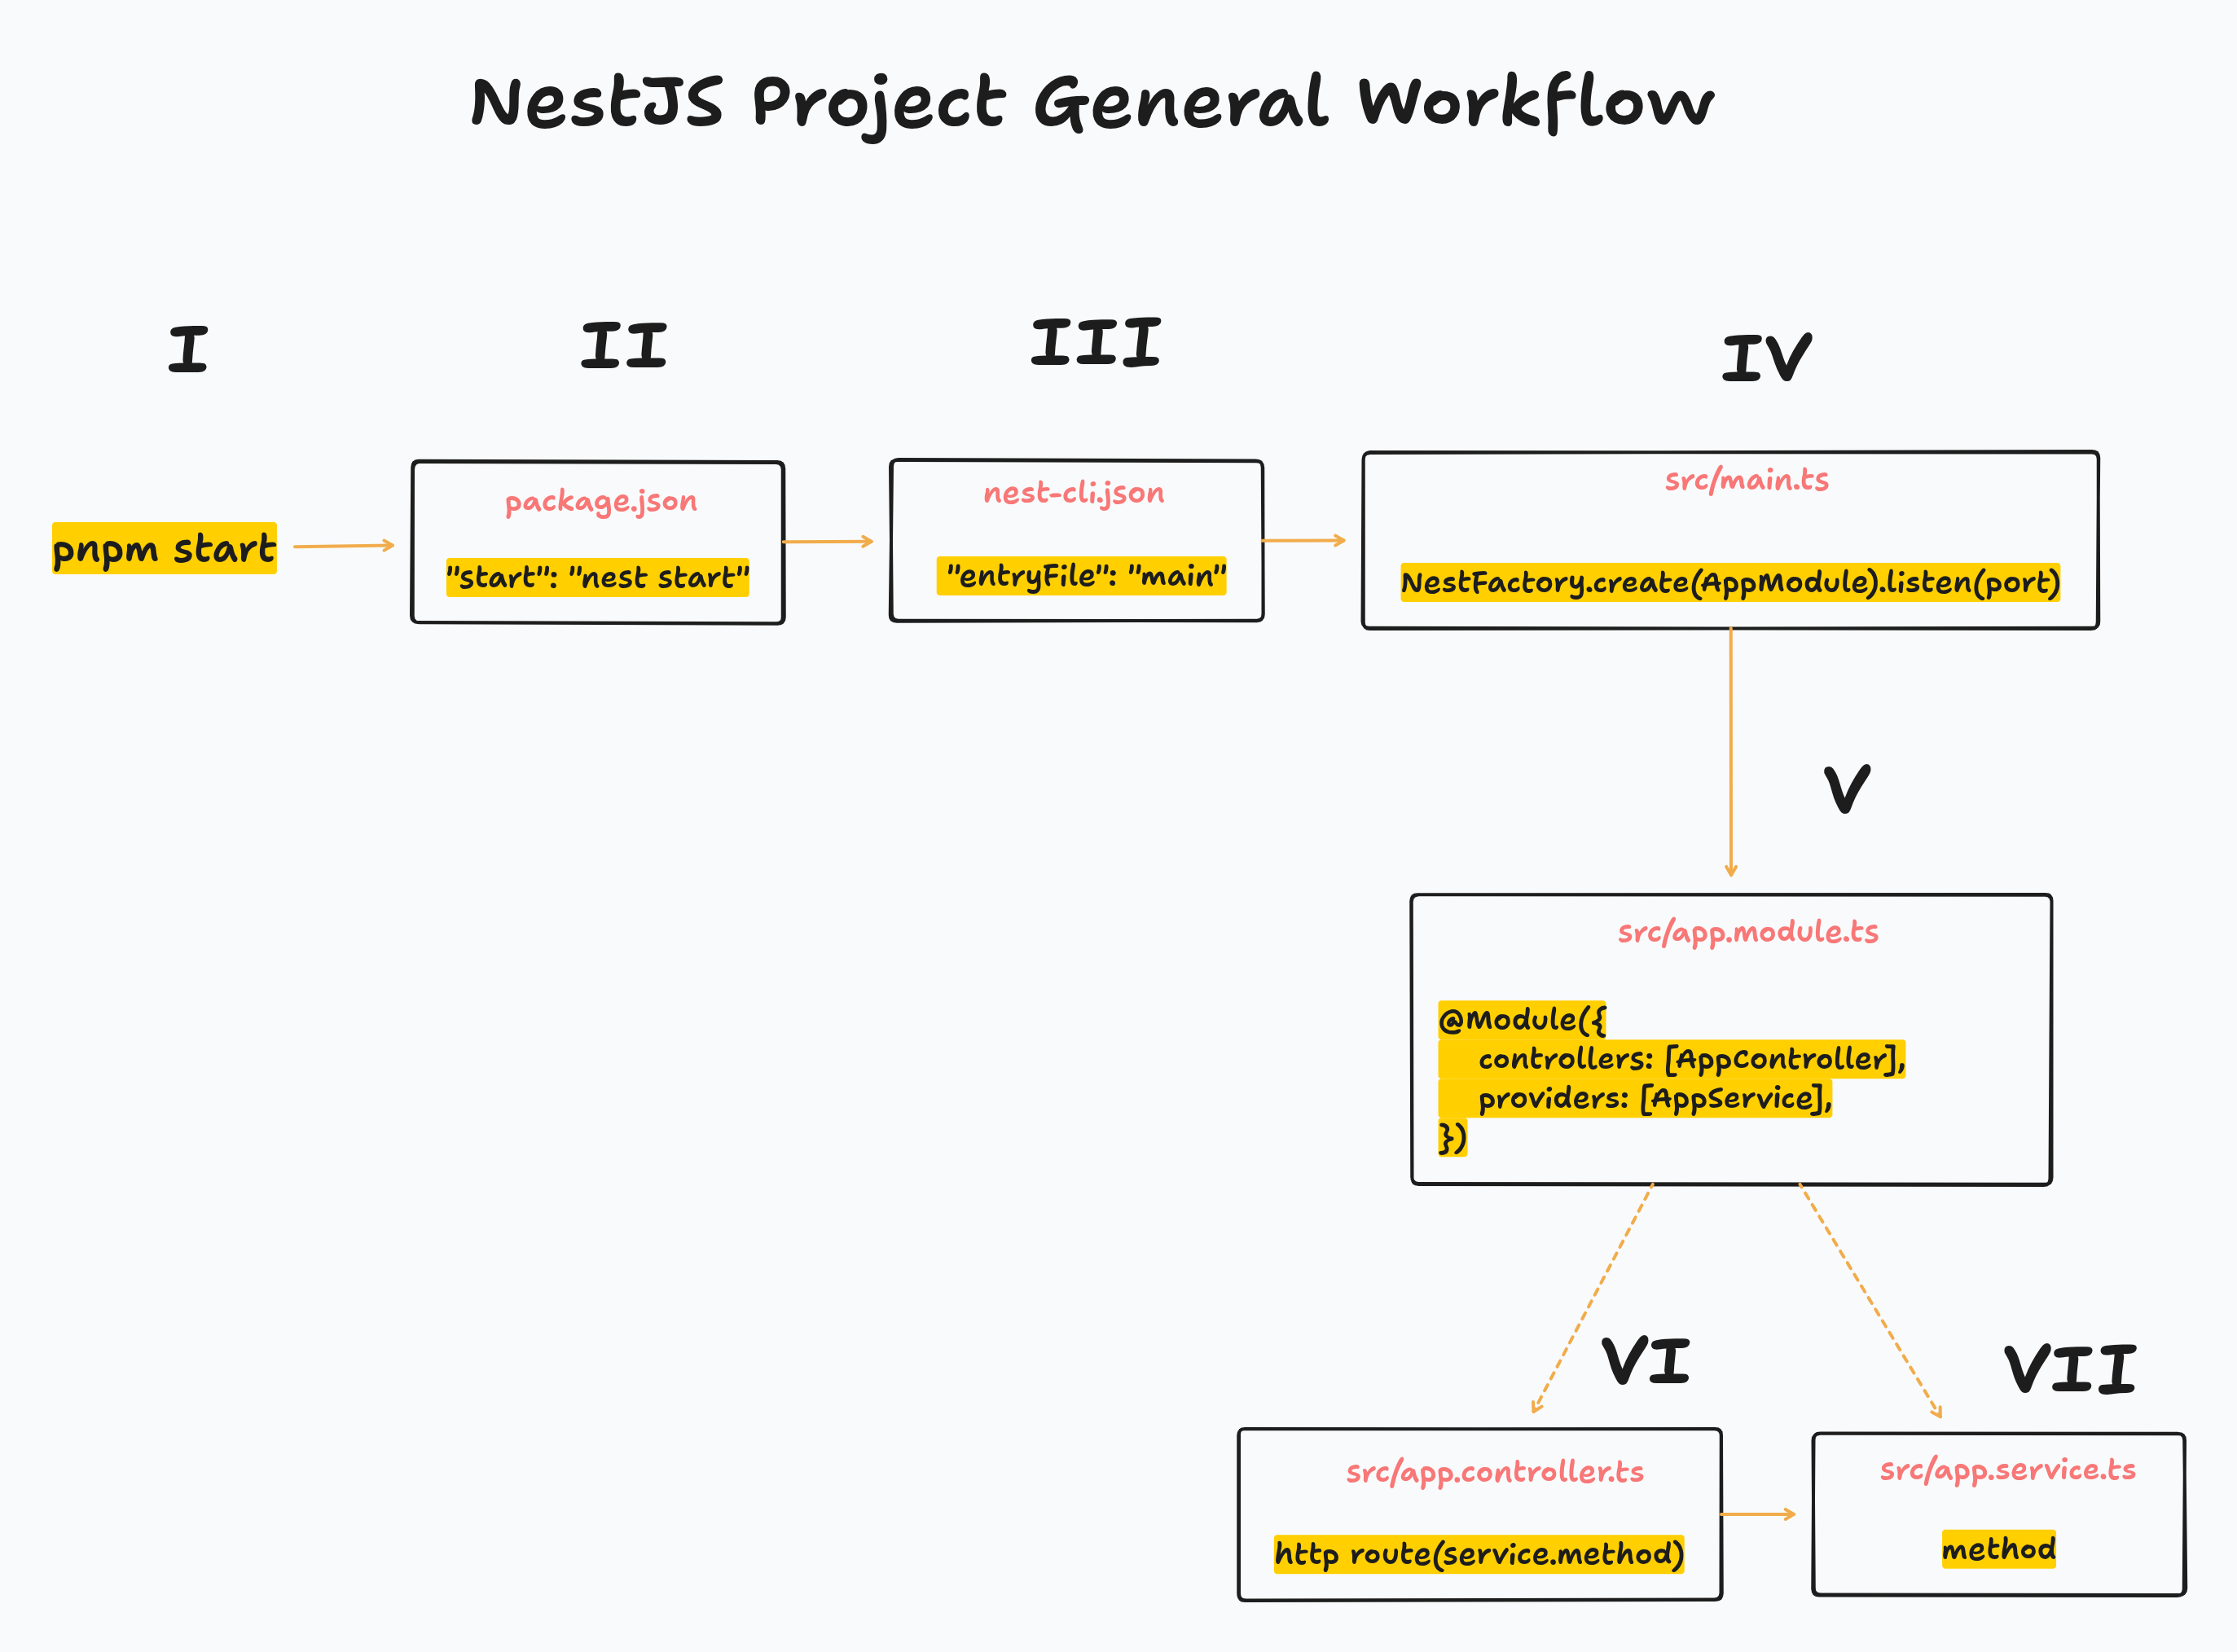 NestJS Project General Workflow
I
II
III
IV
pnpm start
package.json
"start": "nest start"
nest-cli.json
"entryFile": "main"
src/main.ts
NestFactory.create(AppModule).listen(port)
V
src/app.module.ts
@Module({
controllers: [AppController],
providers: [AppService],
})
VI
VII
src/app.controller.ts
http route(service.method)
src/app.service.ts
method